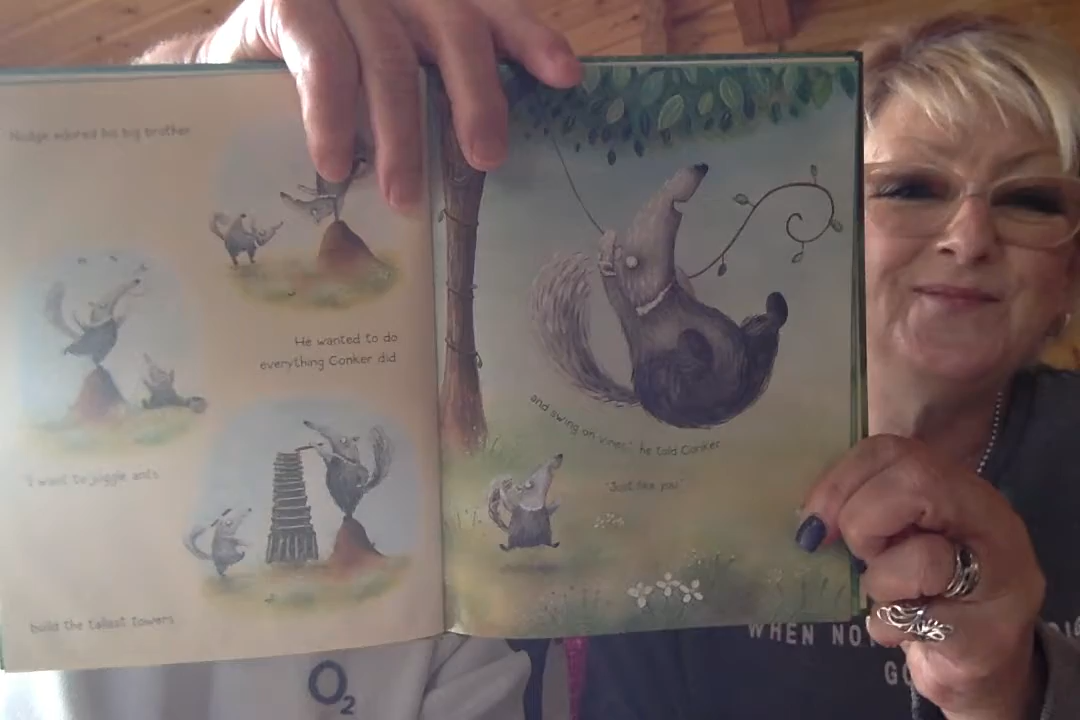 Nudge adored his big brother
He wanted to do
everything Conker did
"I want to juggle ants
build the tallest towers
and swing on vines," he told Conker
"Just like you"
O2
WHEN NO
GO